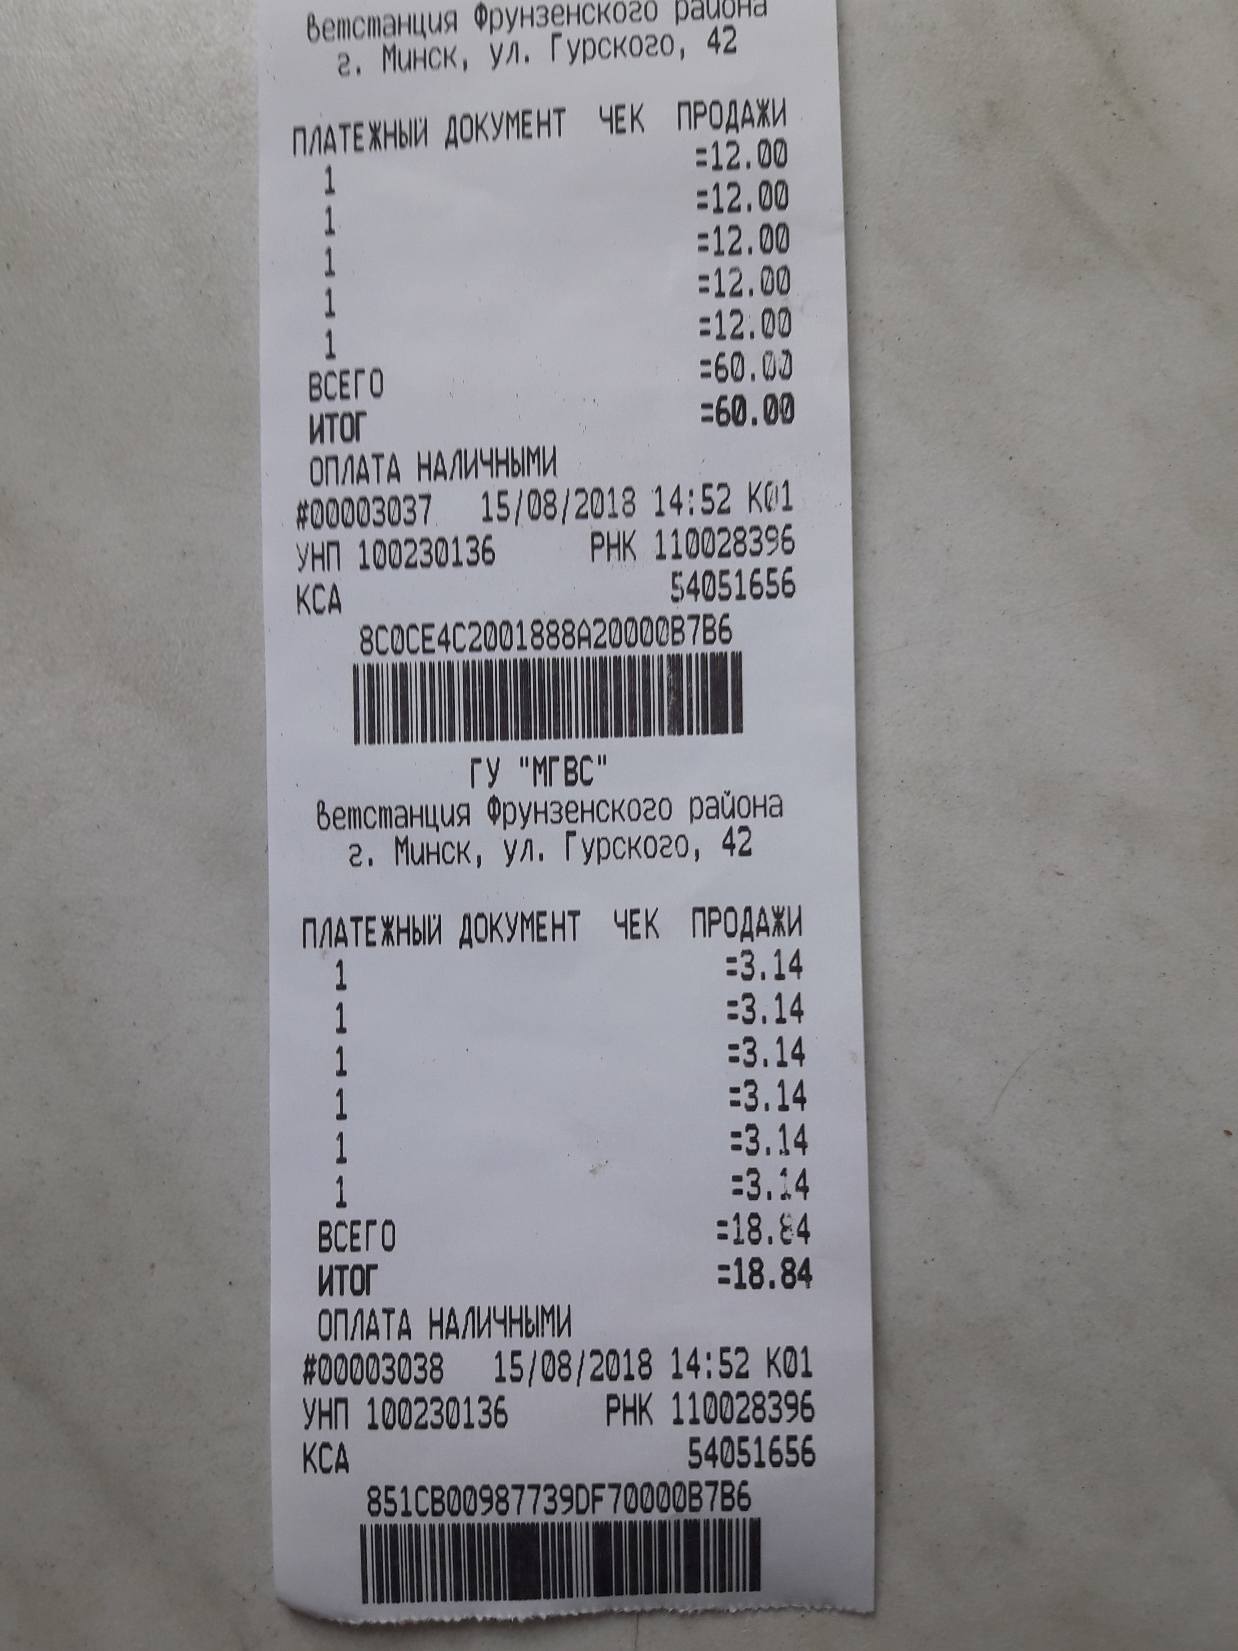 Ветстанция Фрунзенского района
г. Минск, ул. Гурского, 42
ПЛАТЕЖНЫЙ ДОКУМЕНТ ЧЕК ПРОДАЖИ
1 =12.00
1 =12.00
1 =12.00
1 =12.00
1 =12.00
ВСЕГО =60.00
ИТОГ =60.00
ОПЛАТА НАЛИЧНЫМИ
#00003037 15/08/2018 14:52 К01
УНП 100230136 РНК 110028396
КСА 54051656
8C0CE4C2001888A20000B7B6
ГУ "МГВС"
Ветстанция Фрунзенского района
г. Минск, ул. Гурского, 42
ПЛАТЕЖНЫЙ ДОКУМЕНТ ЧЕК ПРОДАЖИ
1 =3.14
1 =3.14
1 =3.14
1 =3.14
1 =3.14
1 =3.14
ВСЕГО =18.84
ИТОГ =18.84
ОПЛАТА НАЛИЧНЫМИ
#00003038 15/08/2018 14:52 К01
УНП 100230136 РНК 110028396
КСА 54051656
851CB00987739DF70000B7B6